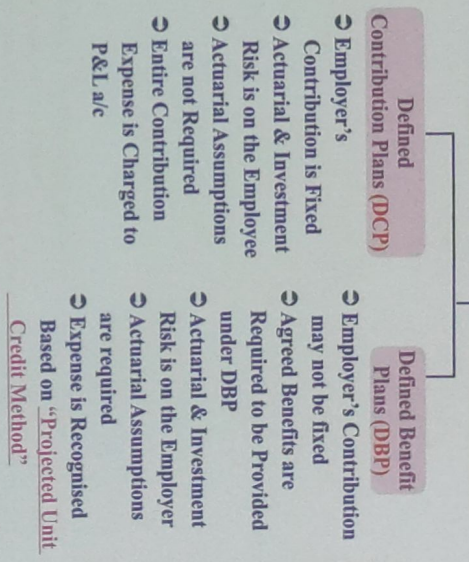 Defined
Contribution Plans (DCP)
➲ Employer's
Contribution is Fixed
➲ Actuarial & Investment
Risk is on the Employee
➲ Actuarial Assumptions
are not Required
➲ Entire Contribution
Expense is Charged to
P&L a/c
Defined Benefit
Plans (DBP)
➲ Employer's Contribution
may not be fixed
➲ Agreed Benefits are
Required to be Provided
under DBP
➲ Actuarial & Investment
Risk is on the Employer
➲ Actuarial Assumptions
are required
➲ Expense is Recognised
Based on "Projected Unit
Credit Method"